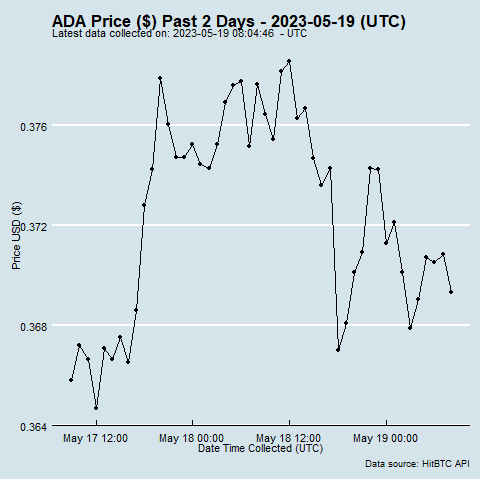 ADA Price ($) Past 2 Days - 2023-05-19 (UTC)
Latest data collected on: 2023-05-19 08:04:46  - UTC
0.376
0.372
0.368
0.364
Price USD ($)
May 17 12:00
May 18 00:00
May 18 12:00
May 19 00:00
Date Time Collected (UTC)
Data source: HitBTC API